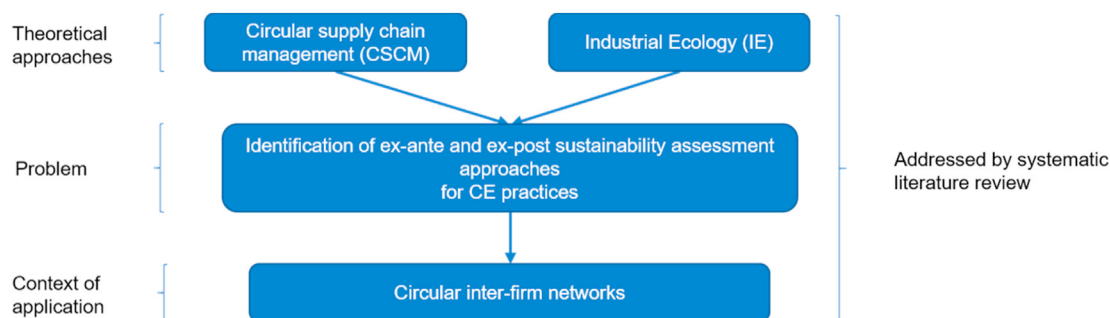 Theoretical
approaches
Circular supply chain
management (CSCM)
Industrial Ecology (IE)
Problem
Identification of ex-ante and ex-post sustainability assessment
approaches
for CE practices
Addressed by systematic
literature review
Context of
application
Circular inter-firm networks